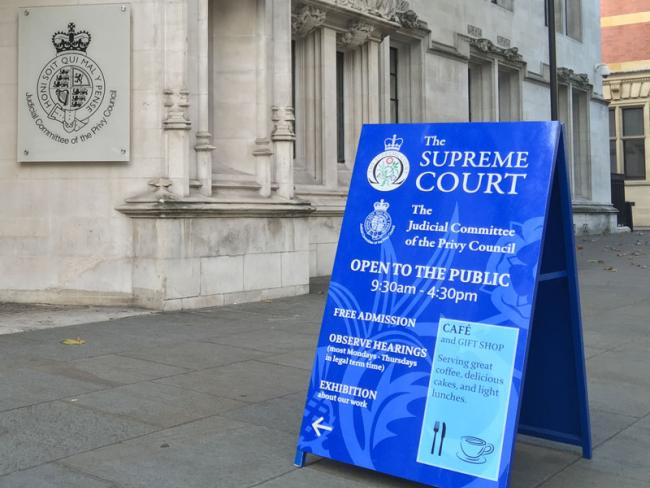 HONI SOIT QUI MAL Y PENSE
Judicial Committee of the Privy Council
The
SUPREME
COURT
The
Judicial Committee
of the Privy Council
OPEN TO THE PUBLIC
9:30am - 4:30pm
FREE ADMISSION
OBSERVE HEARINGS
(most Mondays - Thursdays
in legal term time)
EXHIBITION
about our work
CAFÉ
and GIFT SHOP
Serving great
coffee, delicious
cakes, and light
lunches.